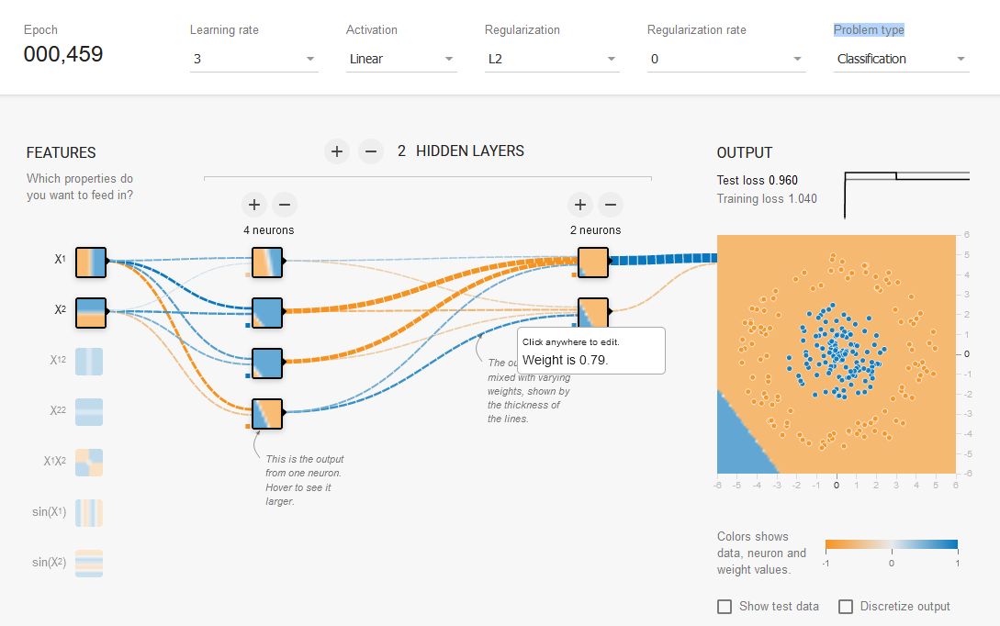 Epoch
000,459
Learning rate
3
Activation
Linear
Regularization
L2
Regularization rate
0
Problem type
Classification
FEATURES
Which properties do
you want to feed in?
X1
X2
X12
X22
X1X2
sin(X1)
sin(X2)
+ − 2 HIDDEN LAYERS
+ −
4 neurons
+ −
2 neurons
Click anywhere to edit.
Weight is 0.79.
The ou
mixed with varying
weights, shown by
the thickness of
the lines.
This is the output
from one neuron.
Hover to see it
larger.
OUTPUT
Test loss 0.960
Training loss 1.040
6
5
4
3
2
1
0
-1
-2
-3
-4
-5
-6
-6 -5 -4 -3 -2 -1 0 1 2 3 4 5 6
Colors shows
data, neuron and
weight values.
-1 0 1
Show test data
Discretize output